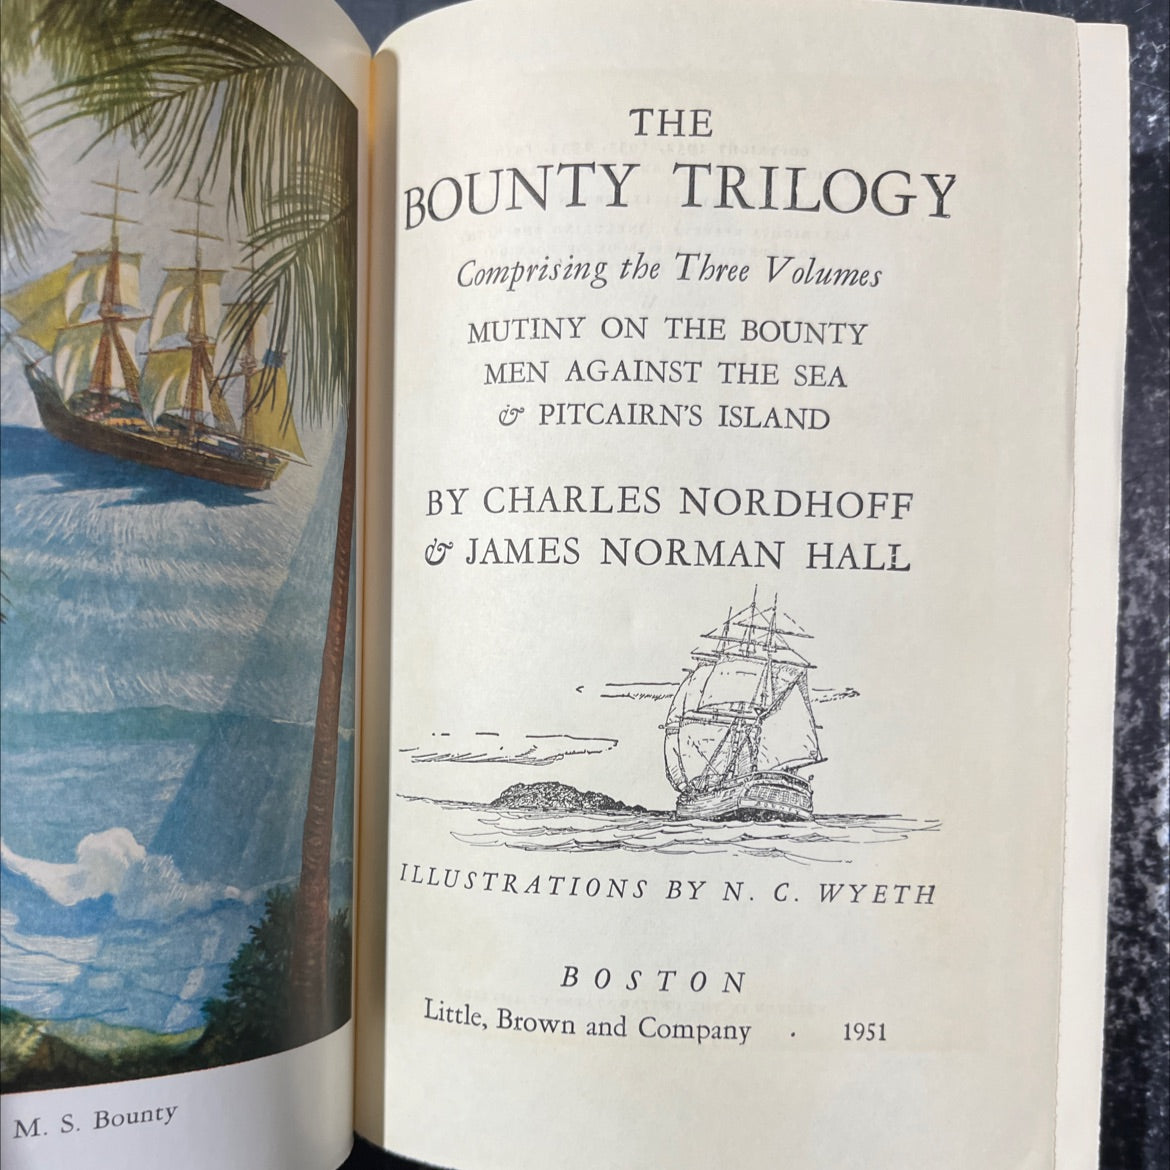 M. S. Bounty
THE
BOUNTY TRILOGY
Comprising the Three Volumes
MUTINY ON THE BOUNTY
MEN AGAINST THE SEA
& PITCAIRN'S ISLAND
BY CHARLES NORDHOFF
& JAMES NORMAN HALL
ILLUSTRATIONS BY N. C. WYETH
BOSTON
Little, Brown and Company · 1951